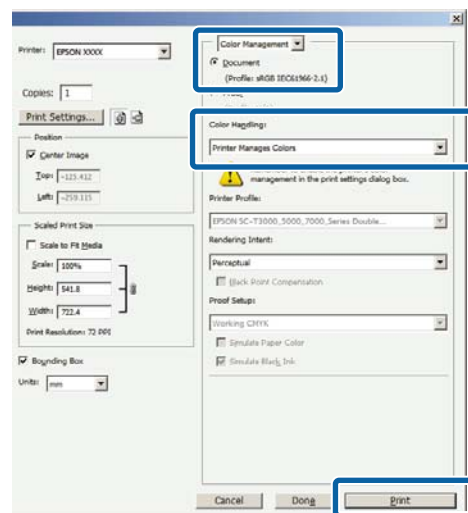 Printer: EPSON XXXX
Copies: 1
Print Settings...
Position
Center Image
Top: -125.412
Left: -259.115
Scaled Print Size
Scale to Fit Media
Scale: 100%
Height: 541.8
Width: 722.4
Print Resolution: 72 PPI
Bounding Box
Units: mm
Color Management
Document
(Profile: sRGB IEC61966-2.1)
Color Handling:
Printer Manages Colors
management in the print settings dialog box.
Printer Profile:
EPSON SC-T3000_5000_7000_Series Double...
Rendering Intent:
Perceptual
Black Point Compensation
Proof Setup:
Working CMYK
Simulate Paper Color
Simulate Black Ink
Cancel
Done
Print